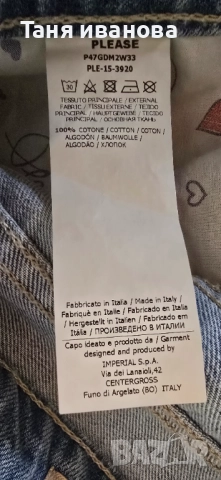 Таня иванова
PLEASE
P47GDM2W33
PLE-15-3920
TESSUTO PRINCIPALE / EXTERNAL
FABRIC / TISSU EXTERNE / TEJIDO
PRINCIPAL / HAUPTGEWEBE / TECIDO
PRINCIPAL / ОСНОВНАЯ ТКАНЬ
100% COTONE / COTTON / COTON /
ALGODÓN / BAUMWOLLE /
ALGODÃO / ХЛОПОК
Fabbricato in Italia / Made in Italy /
Fabriqué en Italie / Fabricado en Italia
/ Hergestellt in Italien / Fabricado em
Itália / ПРОИЗВЕДЕНО В ИТАЛИИ
Capo ideato e prodotto da / Garment
designed and produced by
IMPERIAL S.p.A.
Via dei Lanaioli,42
CENTERGROSS
Funo di Argelato (BO) ITALY
BAZAR